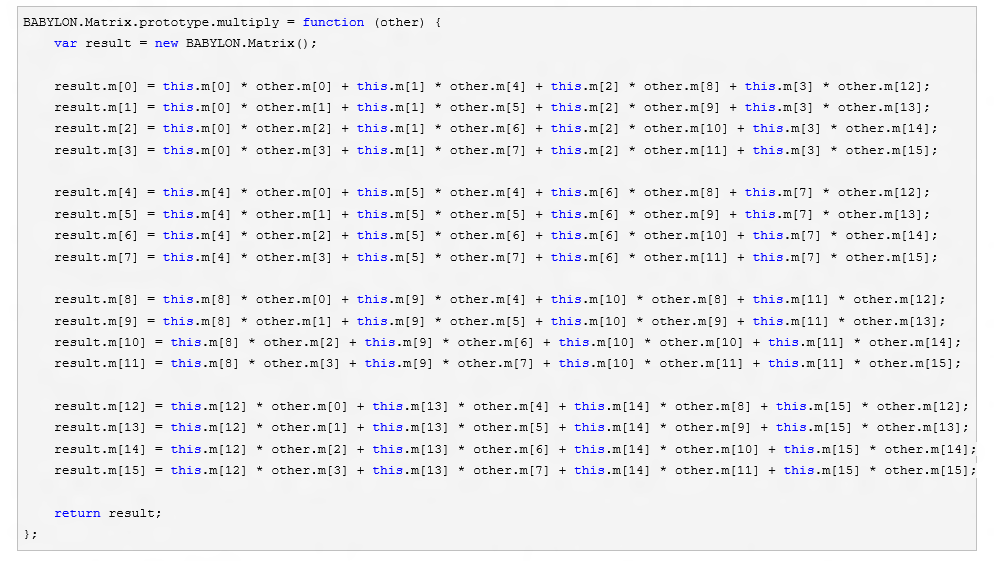 BABYLON.Matrix.prototype.multiply = function (other) {
    var result = new BABYLON.Matrix();

    result.m[0] = this.m[0] * other.m[0] + this.m[1] * other.m[4] + this.m[2] * other.m[8] + this.m[3] * other.m[12];
    result.m[1] = this.m[0] * other.m[1] + this.m[1] * other.m[5] + this.m[2] * other.m[9] + this.m[3] * other.m[13];
    result.m[2] = this.m[0] * other.m[2] + this.m[1] * other.m[6] + this.m[2] * other.m[10] + this.m[3] * other.m[14];
    result.m[3] = this.m[0] * other.m[3] + this.m[1] * other.m[7] + this.m[2] * other.m[11] + this.m[3] * other.m[15];

    result.m[4] = this.m[4] * other.m[0] + this.m[5] * other.m[4] + this.m[6] * other.m[8] + this.m[7] * other.m[12];
    result.m[5] = this.m[4] * other.m[1] + this.m[5] * other.m[5] + this.m[6] * other.m[9] + this.m[7] * other.m[13];
    result.m[6] = this.m[4] * other.m[2] + this.m[5] * other.m[6] + this.m[6] * other.m[10] + this.m[7] * other.m[14];
    result.m[7] = this.m[4] * other.m[3] + this.m[5] * other.m[7] + this.m[6] * other.m[11] + this.m[7] * other.m[15];

    result.m[8] = this.m[8] * other.m[0] + this.m[9] * other.m[4] + this.m[10] * other.m[8] + this.m[11] * other.m[12];
    result.m[9] = this.m[8] * other.m[1] + this.m[9] * other.m[5] + this.m[10] * other.m[9] + this.m[11] * other.m[13];
    result.m[10] = this.m[8] * other.m[2] + this.m[9] * other.m[6] + this.m[10] * other.m[10] + this.m[11] * other.m[14];
    result.m[11] = this.m[8] * other.m[3] + this.m[9] * other.m[7] + this.m[10] * other.m[11] + this.m[11] * other.m[15];

    result.m[12] = this.m[12] * other.m[0] + this.m[13] * other.m[4] + this.m[14] * other.m[8] + this.m[15] * other.m[12];
    result.m[13] = this.m[12] * other.m[1] + this.m[13] * other.m[5] + this.m[14] * other.m[9] + this.m[15] * other.m[13];
    result.m[14] = this.m[12] * other.m[2] + this.m[13] * other.m[6] + this.m[14] * other.m[10] + this.m[15] * other.m[14];
    result.m[15] = this.m[12] * other.m[3] + this.m[13] * other.m[7] + this.m[14] * other.m[11] + this.m[15] * other.m[15];

    return result;
};